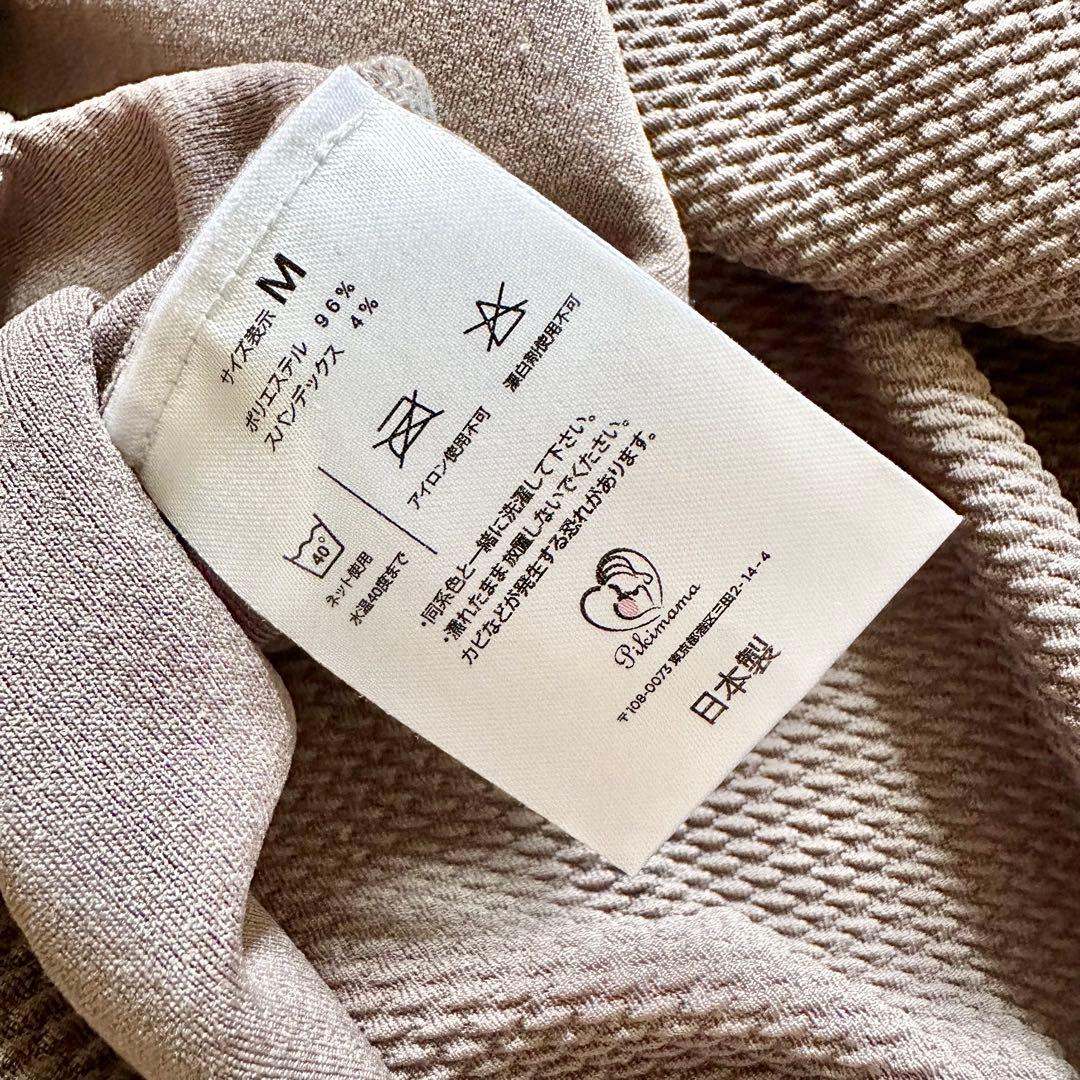 サイズ表示 M
ポリエステル 96%
スパンデックス 4%
40°
ネット使用
水温40度まで
アイロン使用不可
漂白剤使用不可
・同系色と一緒に洗濯して下さい。
・濡れたまま放置しないでください。
カビなどが発生する恐れがあります。
Pikimama
〒108-0073 東京都港区三田2-14-4
日本製